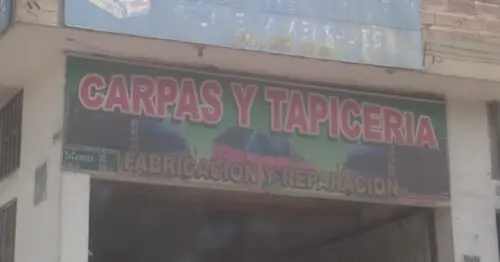 CARPAS Y TAPICERIA
FABRICACION Y REPARACION